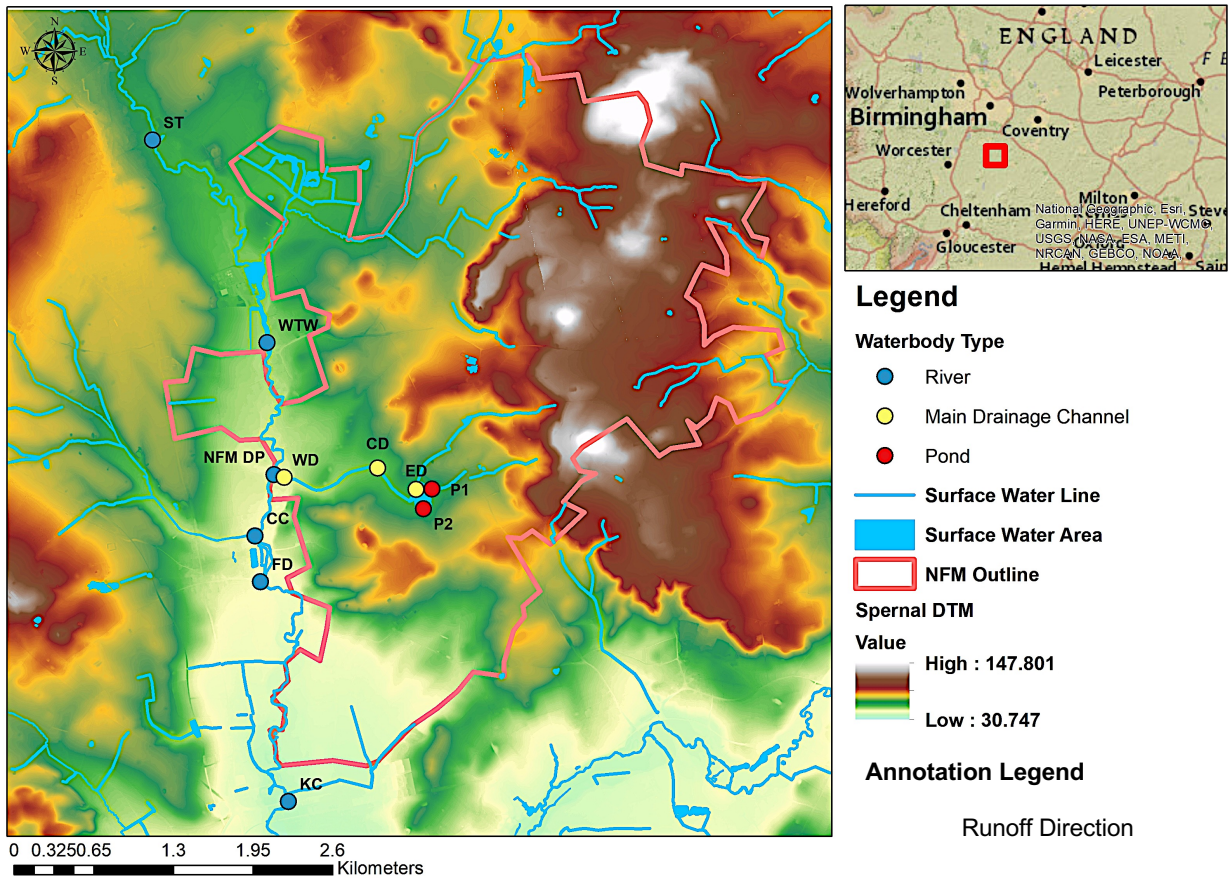 N
W E
S
ST
WTW
CD
NFM DP
WD
ED
P1
P2
CC
FD
KC
0 0.3250.65 1.3 1.95 2.6
Kilometers
ENGLAND
Leicester
Wolverhampton
Peterborough
Birmingham
Coventry
Worcester
Hereford
Cheltenham
Milton
Gloucester
Oxford
Hemel Hempstead
National Geographic, Esri,
Garmin, HERE, UNEP-WCMC,
USGS, NASA, ESA, METI,
NRCAN, GEBCO, NOAA,
Legend
Waterbody Type
River
Main Drainage Channel
Pond
Surface Water Line
Surface Water Area
NFM Outline
Spernal DTM
Value
High : 147.801
Low : 30.747
Annotation Legend
Runoff Direction